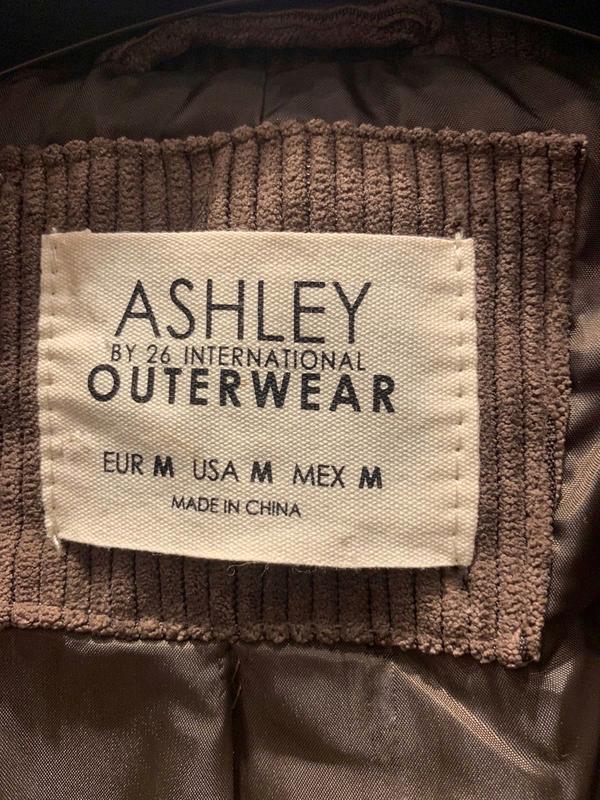 ASHLEY
BY 26 INTERNATIONAL
OUTERWEAR
EUR M USA M MEX M
MADE IN CHINA